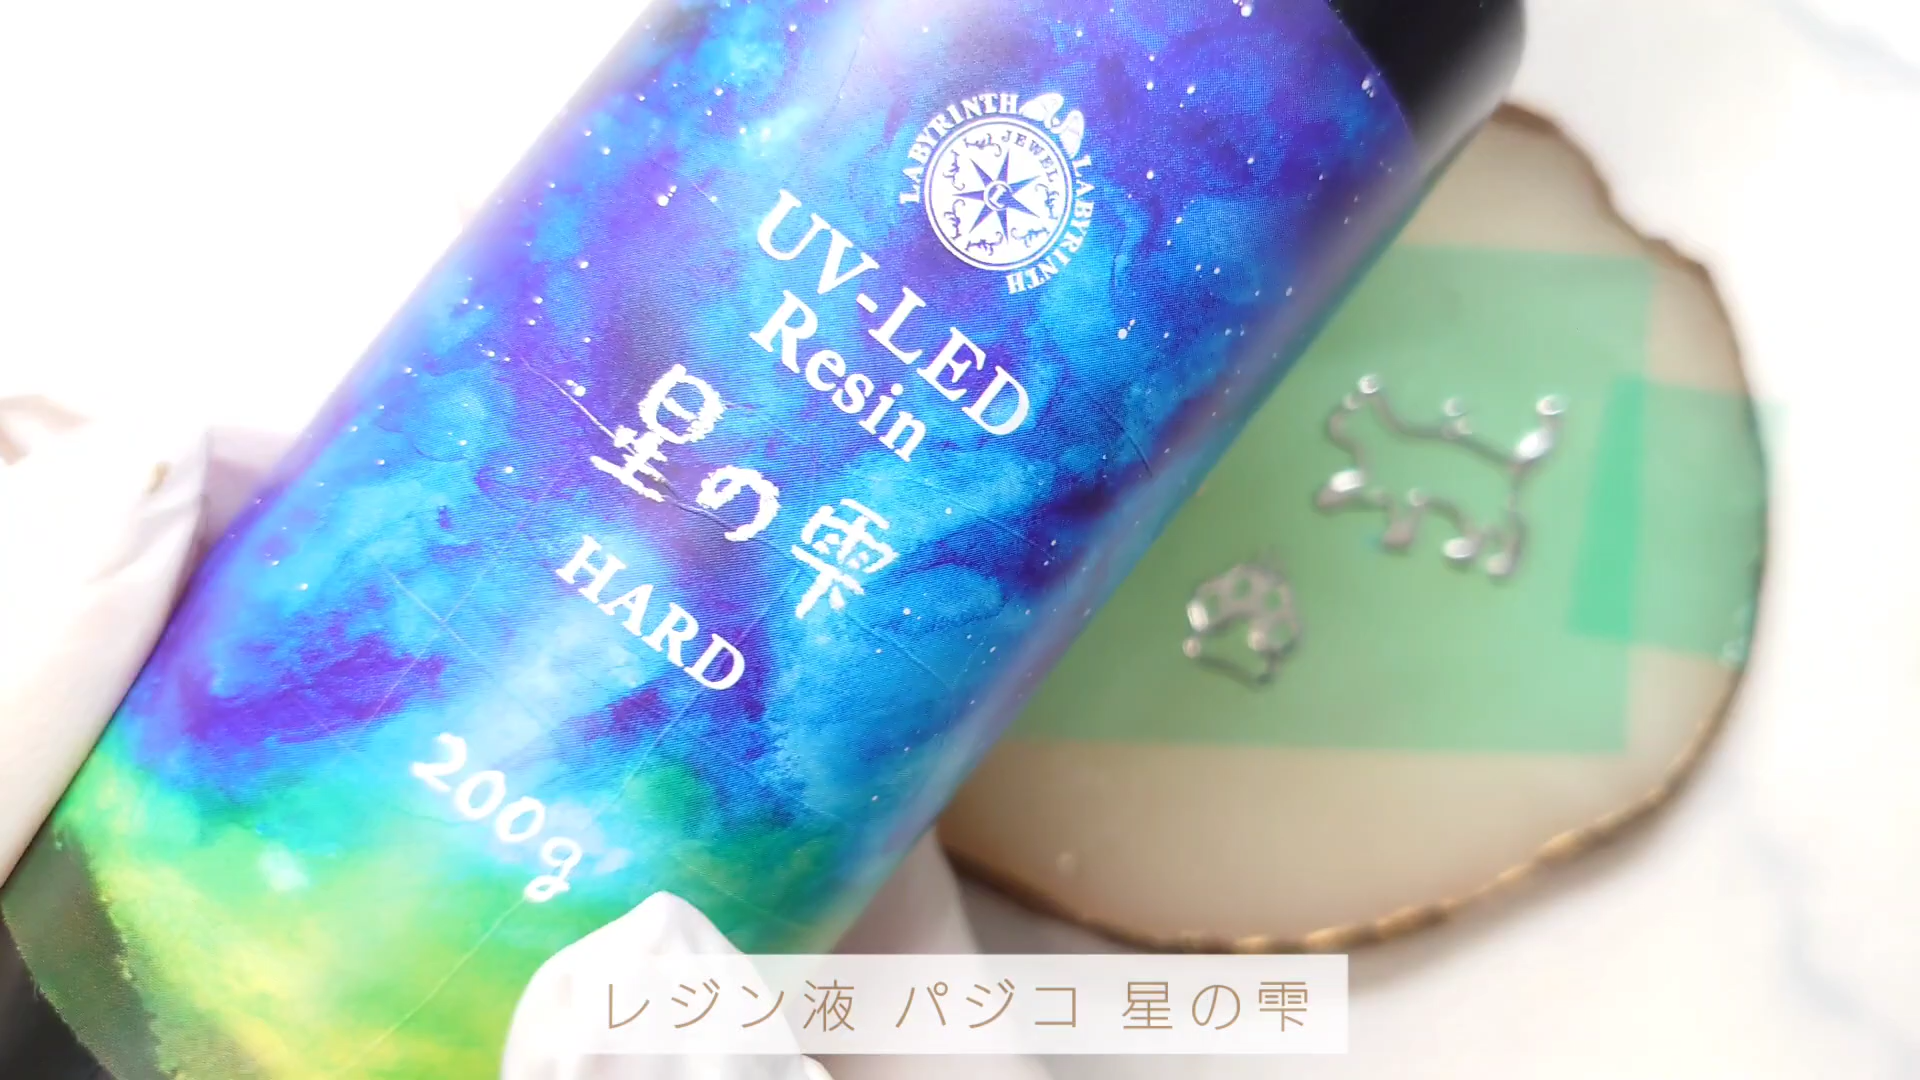 LABYRINTH LABYRINTH
JEWEL
UV-LED
Resin
星の雫
HARD
200g
レジン液 パジコ 星の雫